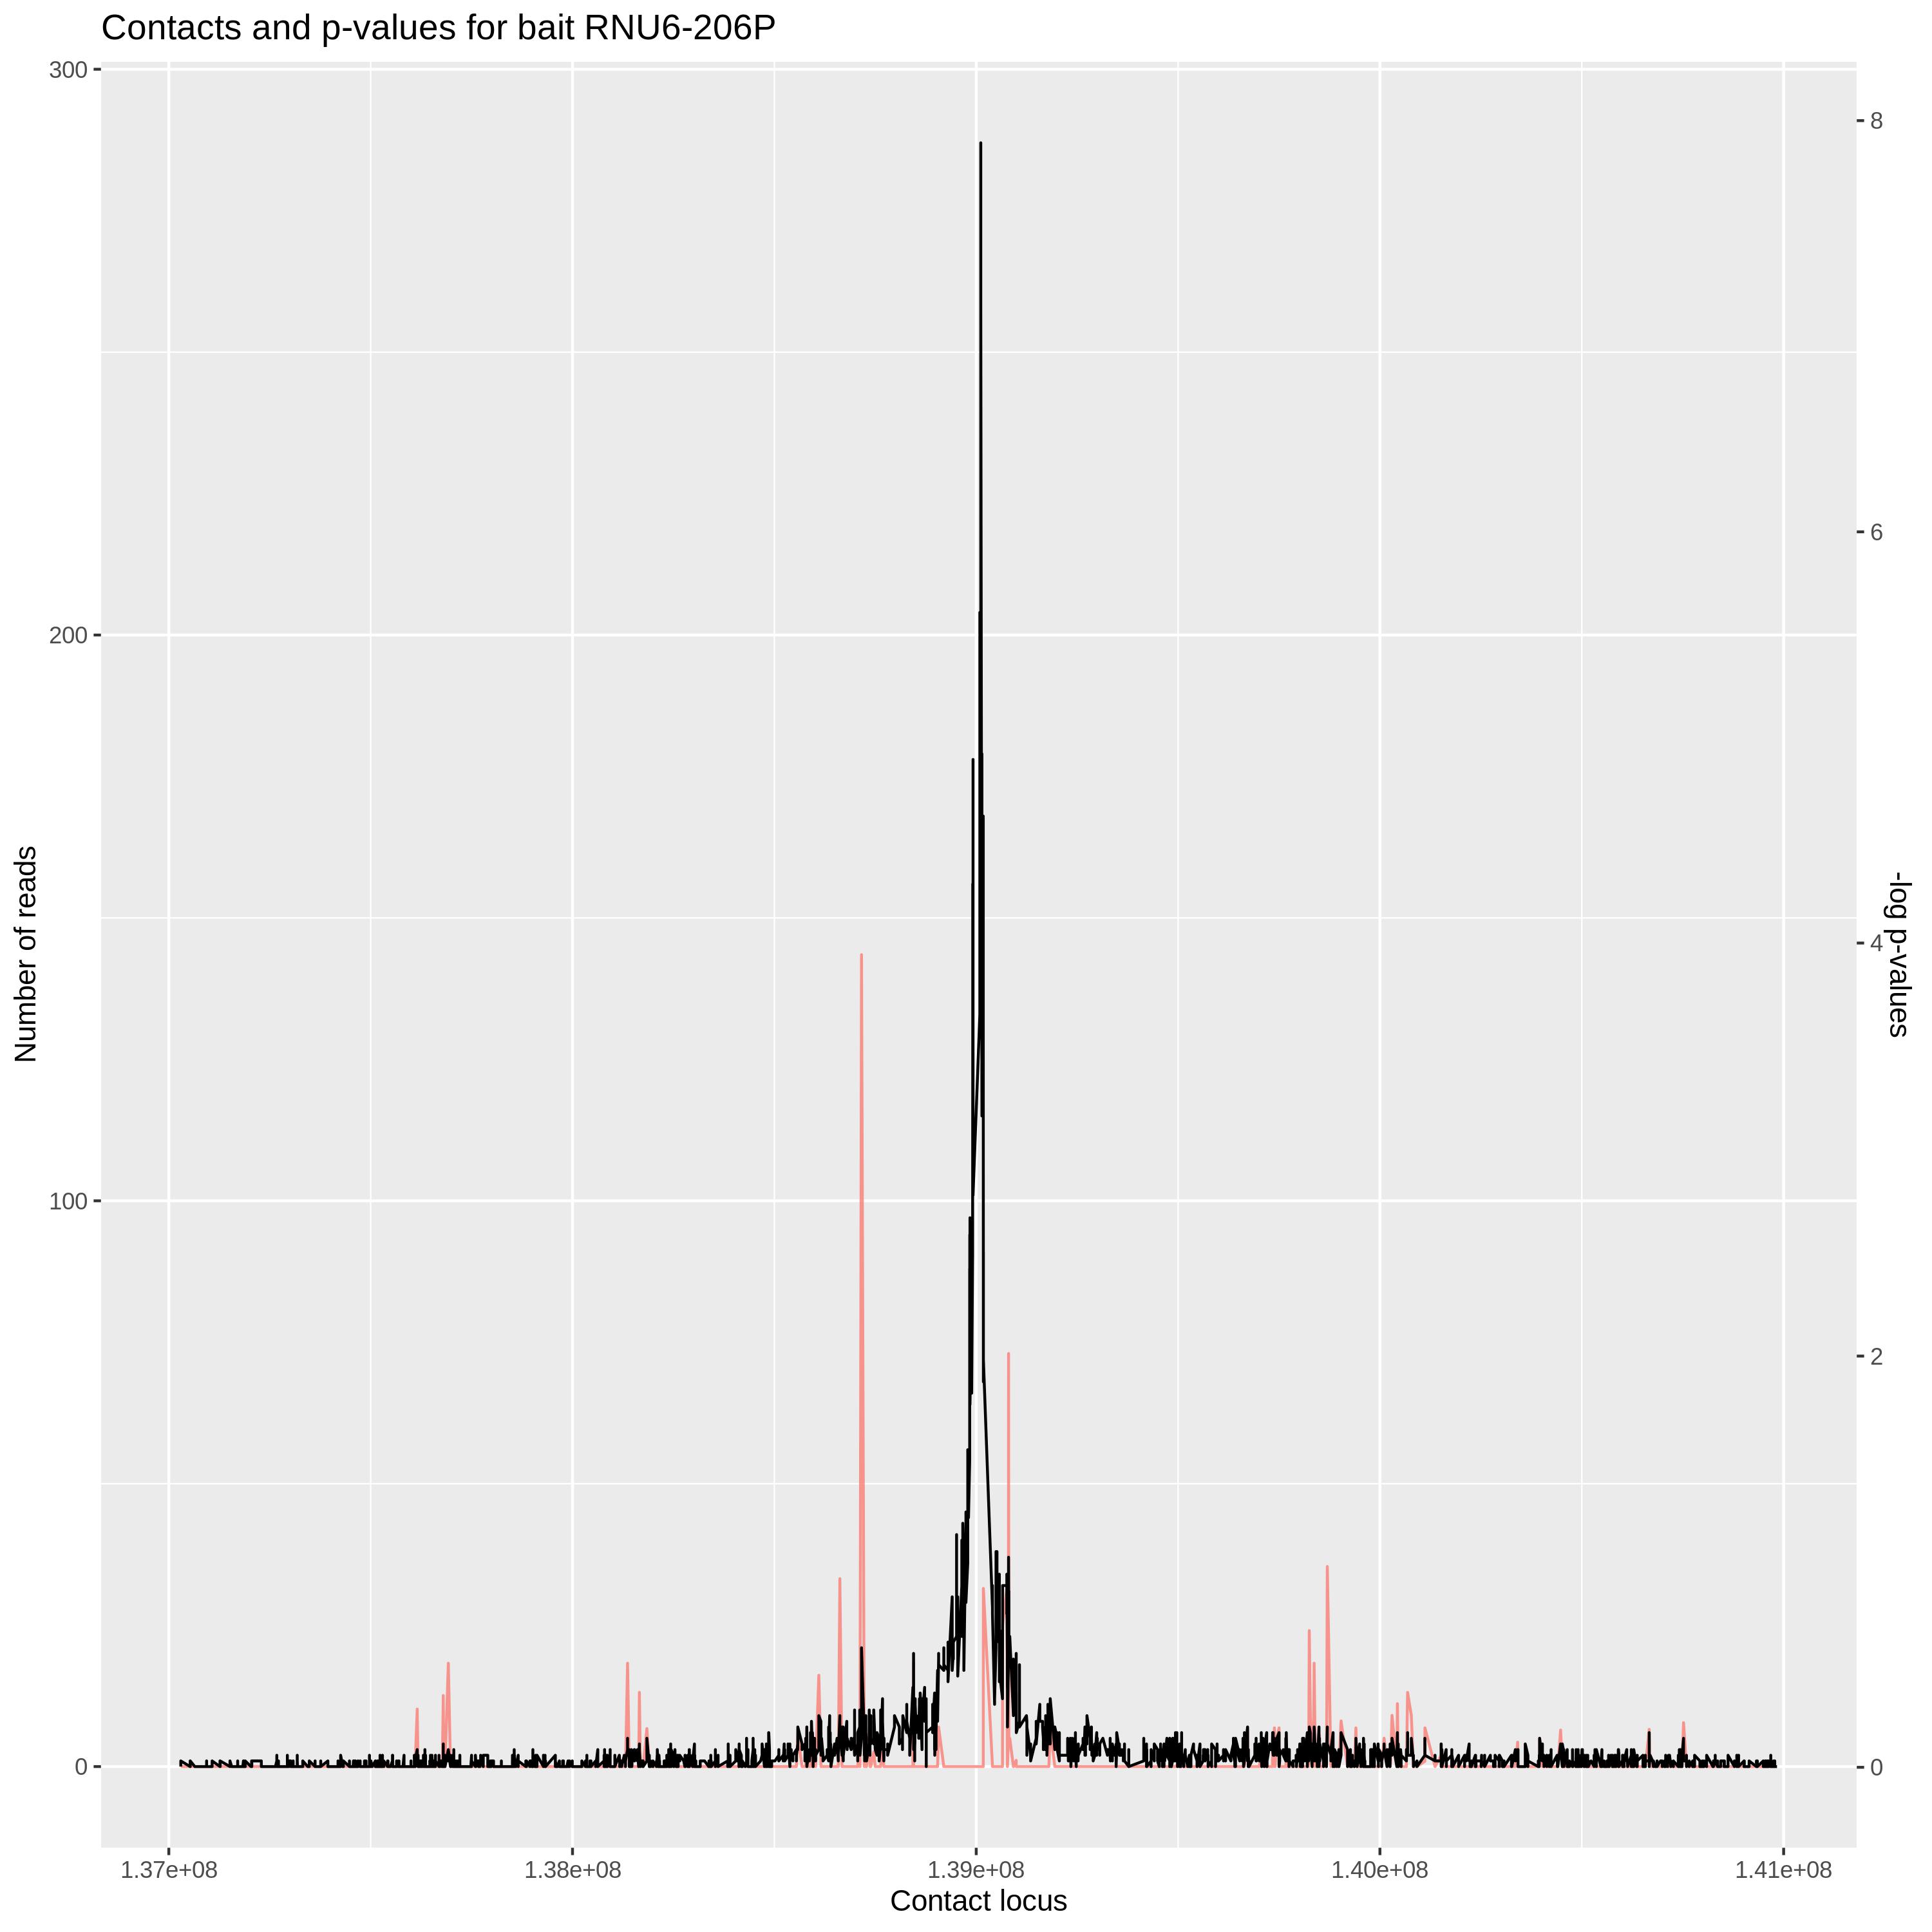 Contacts and p-values for bait RNU6-206P
300
200
100
0
Number of reads
8
6
4
2
0
-log p-values
1.37e+08
1.38e+08
1.39e+08
1.40e+08
1.41e+08
Contact locus